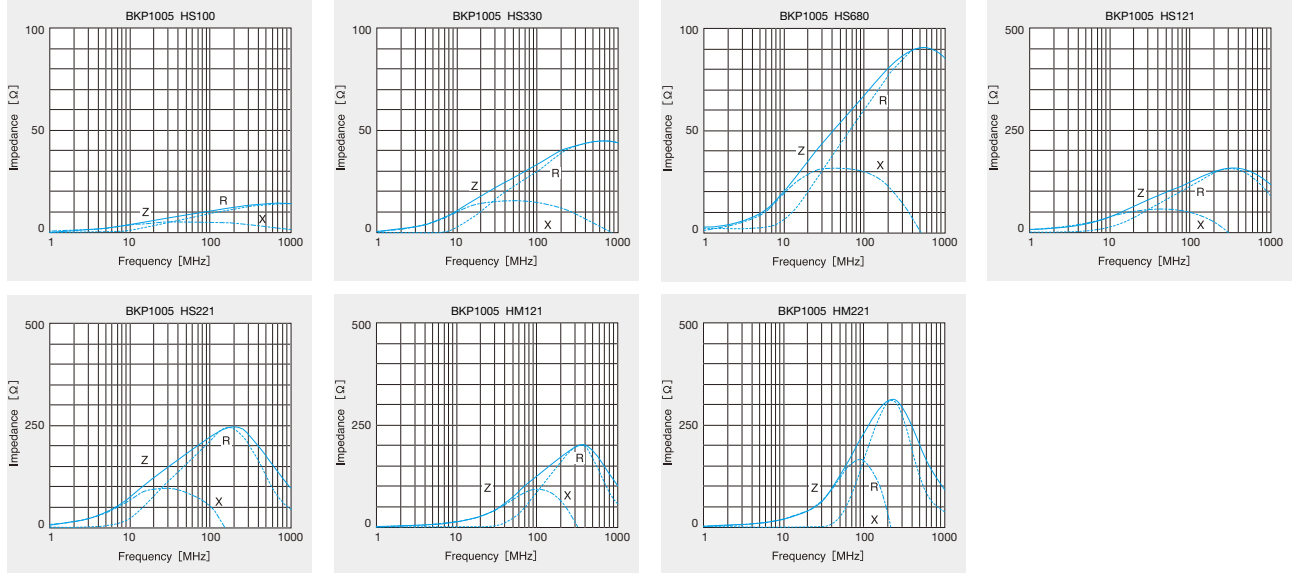 BKP1005 HS100
100
50
0
Impedance [Ω]
Z
R
X
1
10
100
1000
Frequency [MHz]
BKP1005 HS330
100
50
0
Impedance [Ω]
Z
R
X
1
10
100
1000
Frequency [MHz]
BKP1005 HS680
100
50
0
Impedance [Ω]
Z
R
X
1
10
100
1000
Frequency [MHz]
BKP1005 HS121
500
250
0
Impedance [Ω]
Z
R
X
1
10
100
1000
Frequency [MHz]
BKP1005 HS221
500
250
0
Impedance [Ω]
Z
R
X
1
10
100
1000
Frequency [MHz]
BKP1005 HM121
500
250
0
Impedance [Ω]
Z
R
X
1
10
100
1000
Frequency [MHz]
BKP1005 HM221
500
250
0
Impedance [Ω]
Z
R
X
1
10
100
1000
Frequency [MHz]